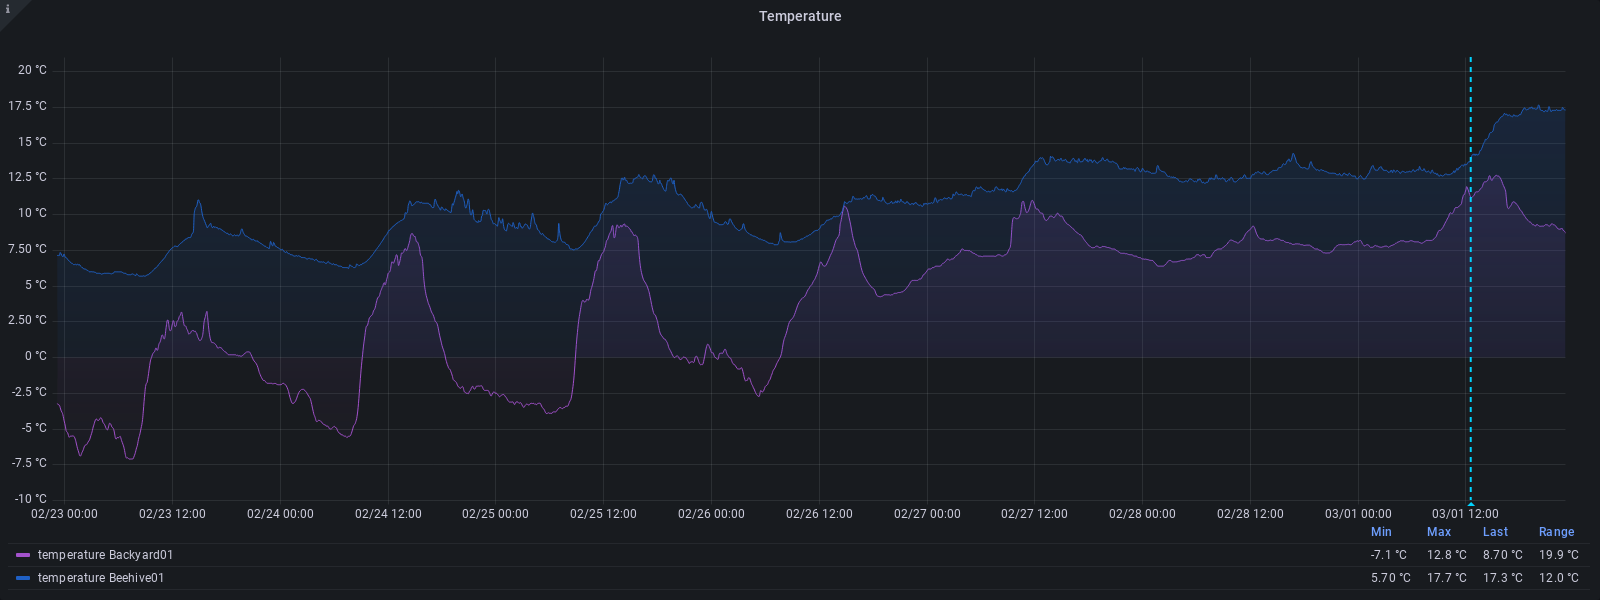 i
Temperature
20 °C
17.5 °C
15 °C
12.5 °C
10 °C
7.50 °C
5 °C
2.50 °C
0 °C
-2.5 °C
-5 °C
-7.5 °C
-10 °C
02/23 00:00 02/23 12:00 02/24 00:00 02/24 12:00 02/25 00:00 02/25 12:00 02/26 00:00 02/26 12:00 02/27 00:00 02/27 12:00 02/28 00:00 02/28 12:00 03/01 00:00 03/01 12:00
Min Max Last Range
temperature Backyard01 -7.1 °C 12.8 °C 8.70 °C 19.9 °C
temperature Beehive01 5.70 °C 17.7 °C 17.3 °C 12.0 °C